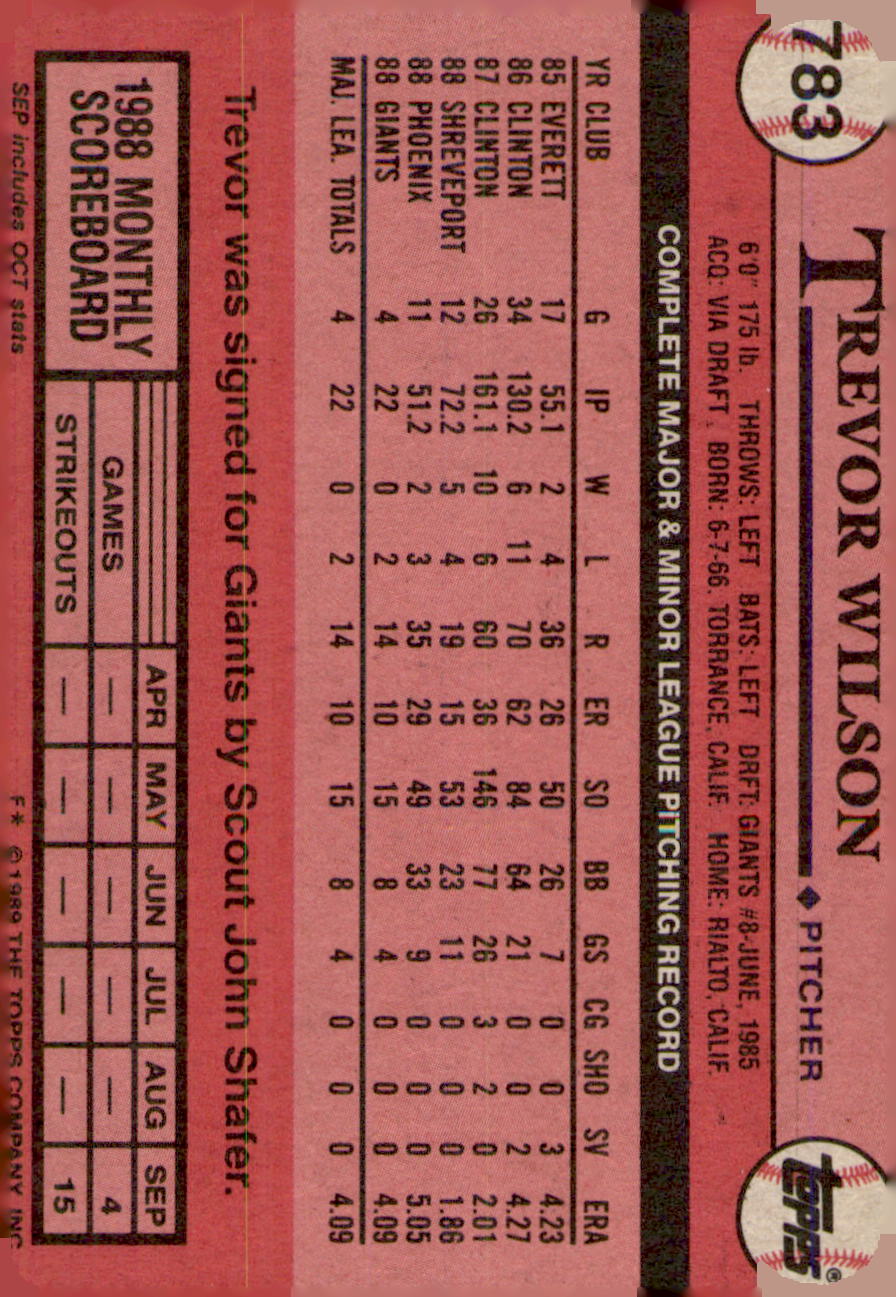 783
TREVOR WILSON ◆ PITCHER
topps®
6'0" 175 lb. THROWS: LEFT BATS: LEFT DRFT: GIANTS #8-JUNE, 1985
ACQ: VIA DRAFT BORN: 6-7-66, TORRANCE, CALIF. HOME: RIALTO, CALIF.
COMPLETE MAJOR & MINOR LEAGUE PITCHING RECORD
YR CLUB G IP W L R ER SO BB GS CG SHO SV ERA
85 EVERETT 17 55.1 2 4 36 26 50 26 7 0 0 3 4.23
86 CLINTON 34 130.2 6 11 70 62 84 64 21 0 0 2 4.27
87 CLINTON 26 161.1 10 6 60 36 146 77 26 3 2 0 2.01
88 SHREVEPORT 12 72.2 5 4 19 15 53 23 11 0 0 0 1.86
88 PHOENIX 11 51.2 2 3 35 29 49 33 9 0 0 0 5.05
88 GIANTS 4 22 0 2 14 10 15 8 4 0 0 0 4.09
MAJ. LEA. TOTALS 4 22 0 2 14 10 15 8 4 0 0 0 4.09
Trevor was signed for Giants by Scout John Shafer.
1988 MONTHLY SCOREBOARD
APR MAY JUN JUL AUG SEP
GAMES — — — — — 4
STRIKEOUTS — — — — — 15
SEP includes OCT stats F* ©1989 THE TOPPS COMPANY INC